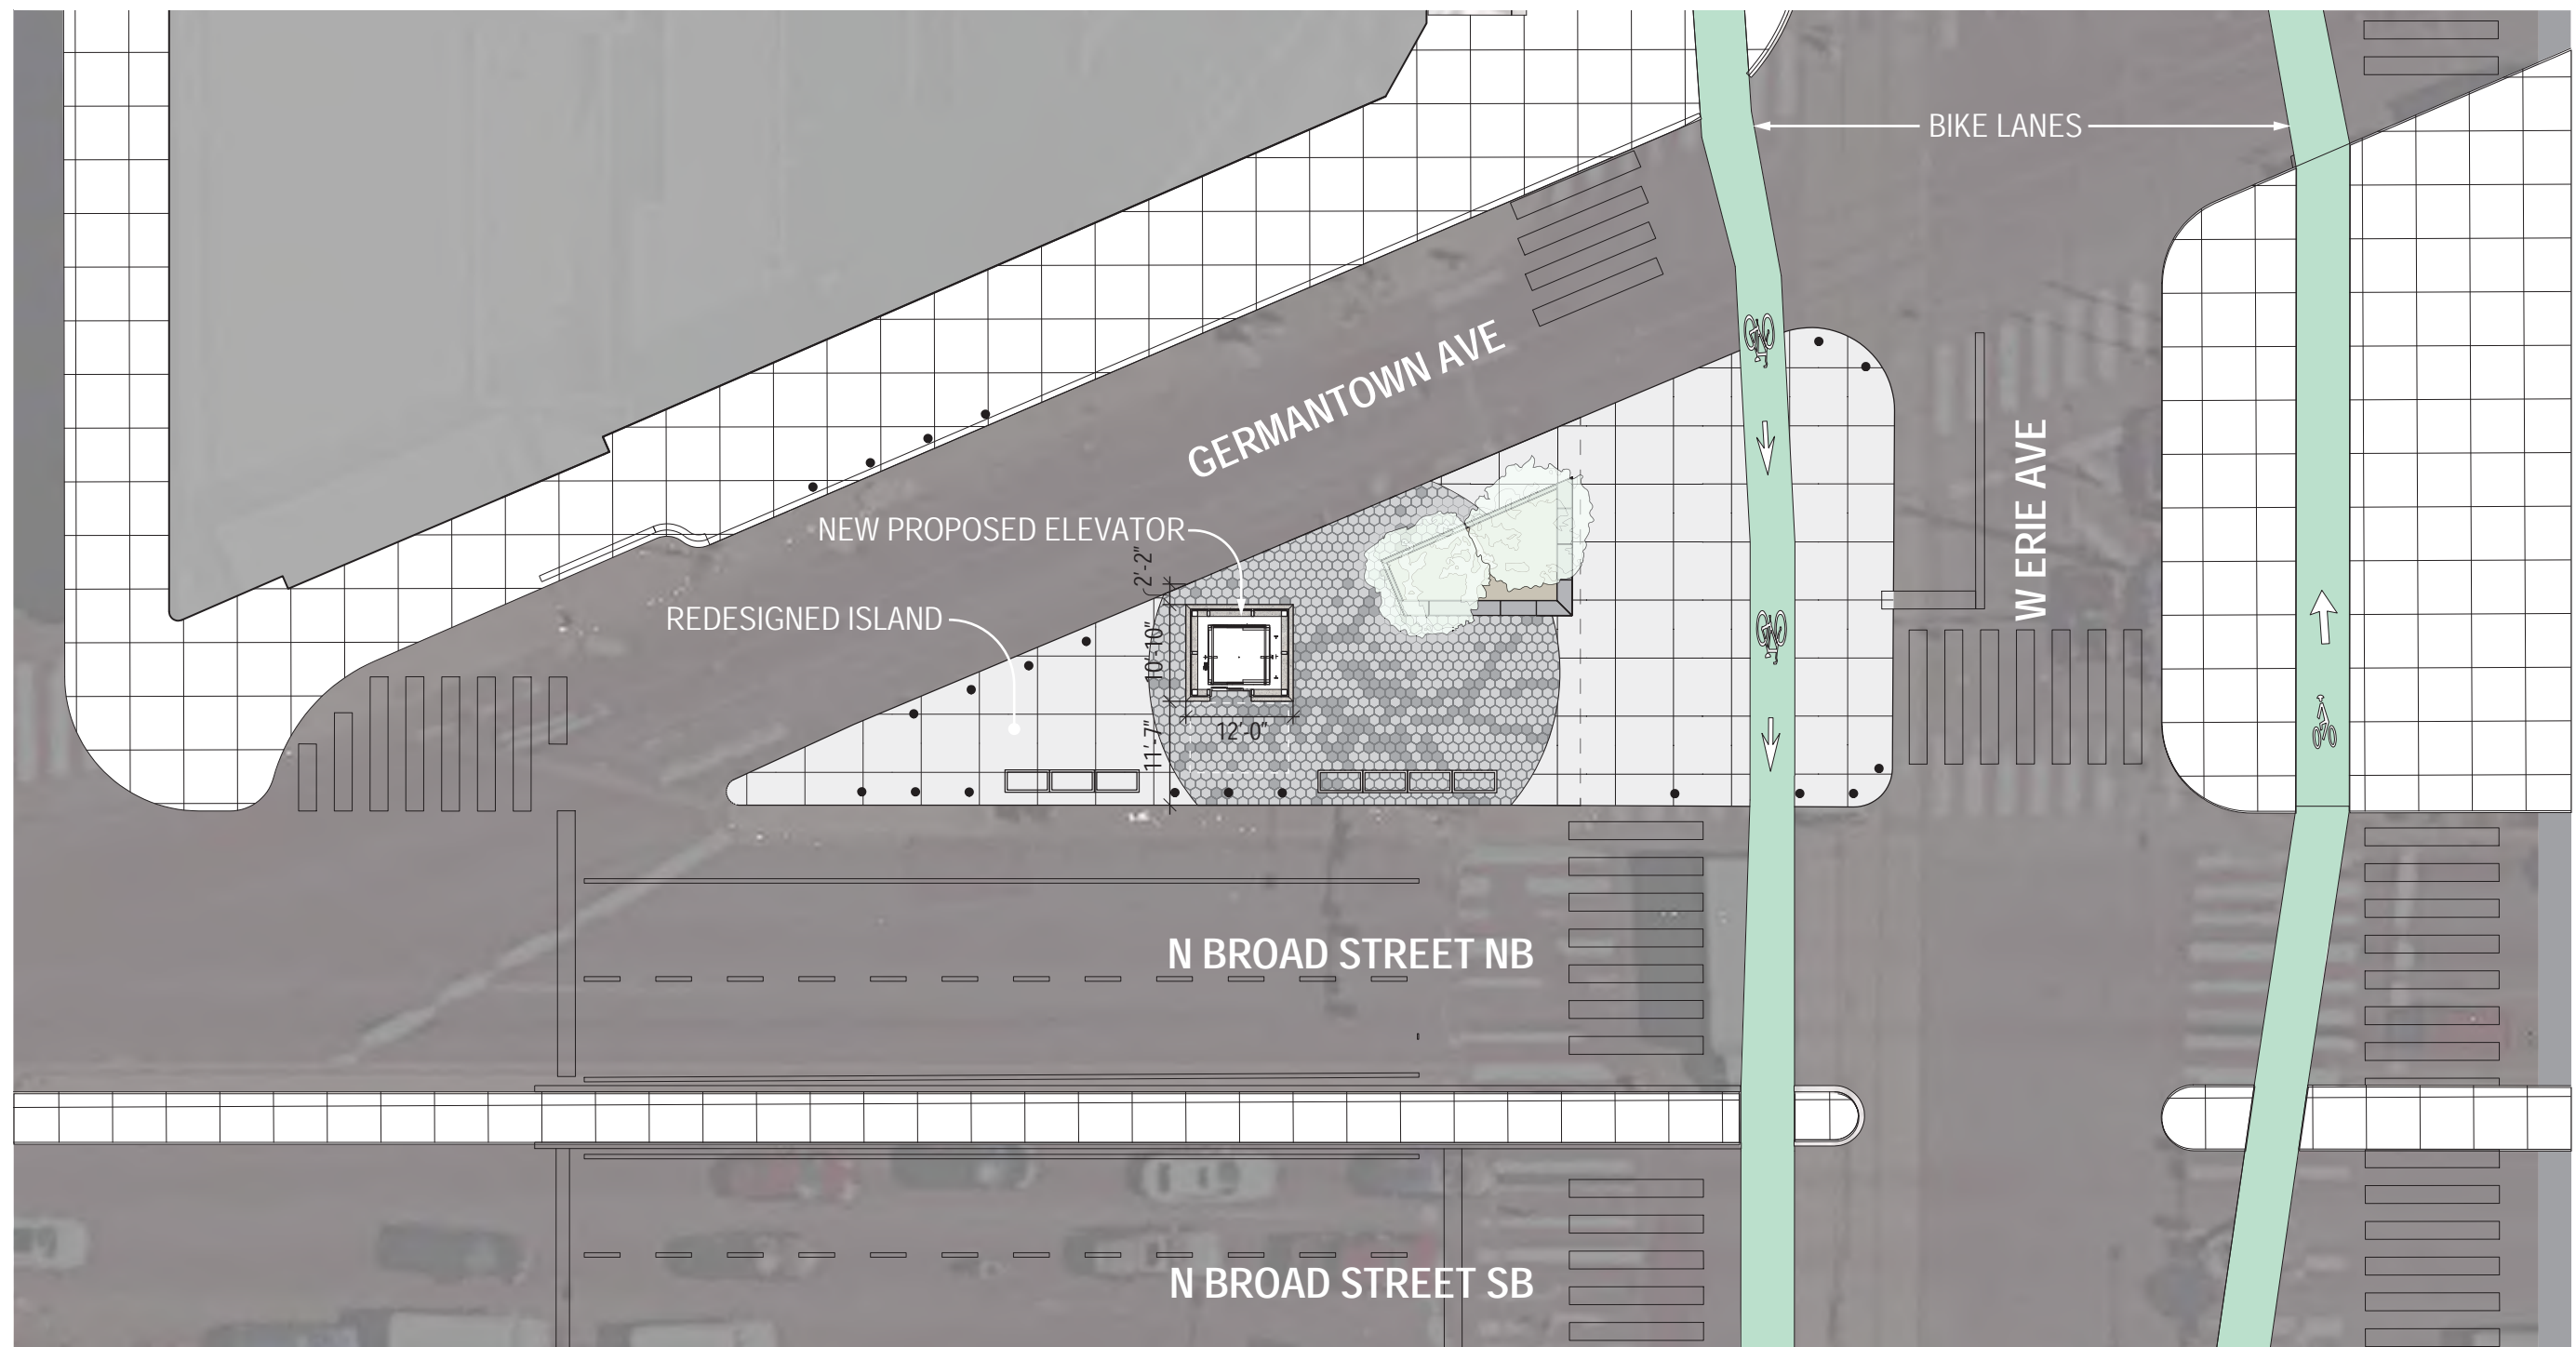 BIKE LANES
GERMANTOWN AVE
W ERIE AVE
NEW PROPOSED ELEVATOR
2'-2"
REDESIGNED ISLAND
10'-10"
12'-0"
11'-7"
N BROAD STREET NB
N BROAD STREET SB